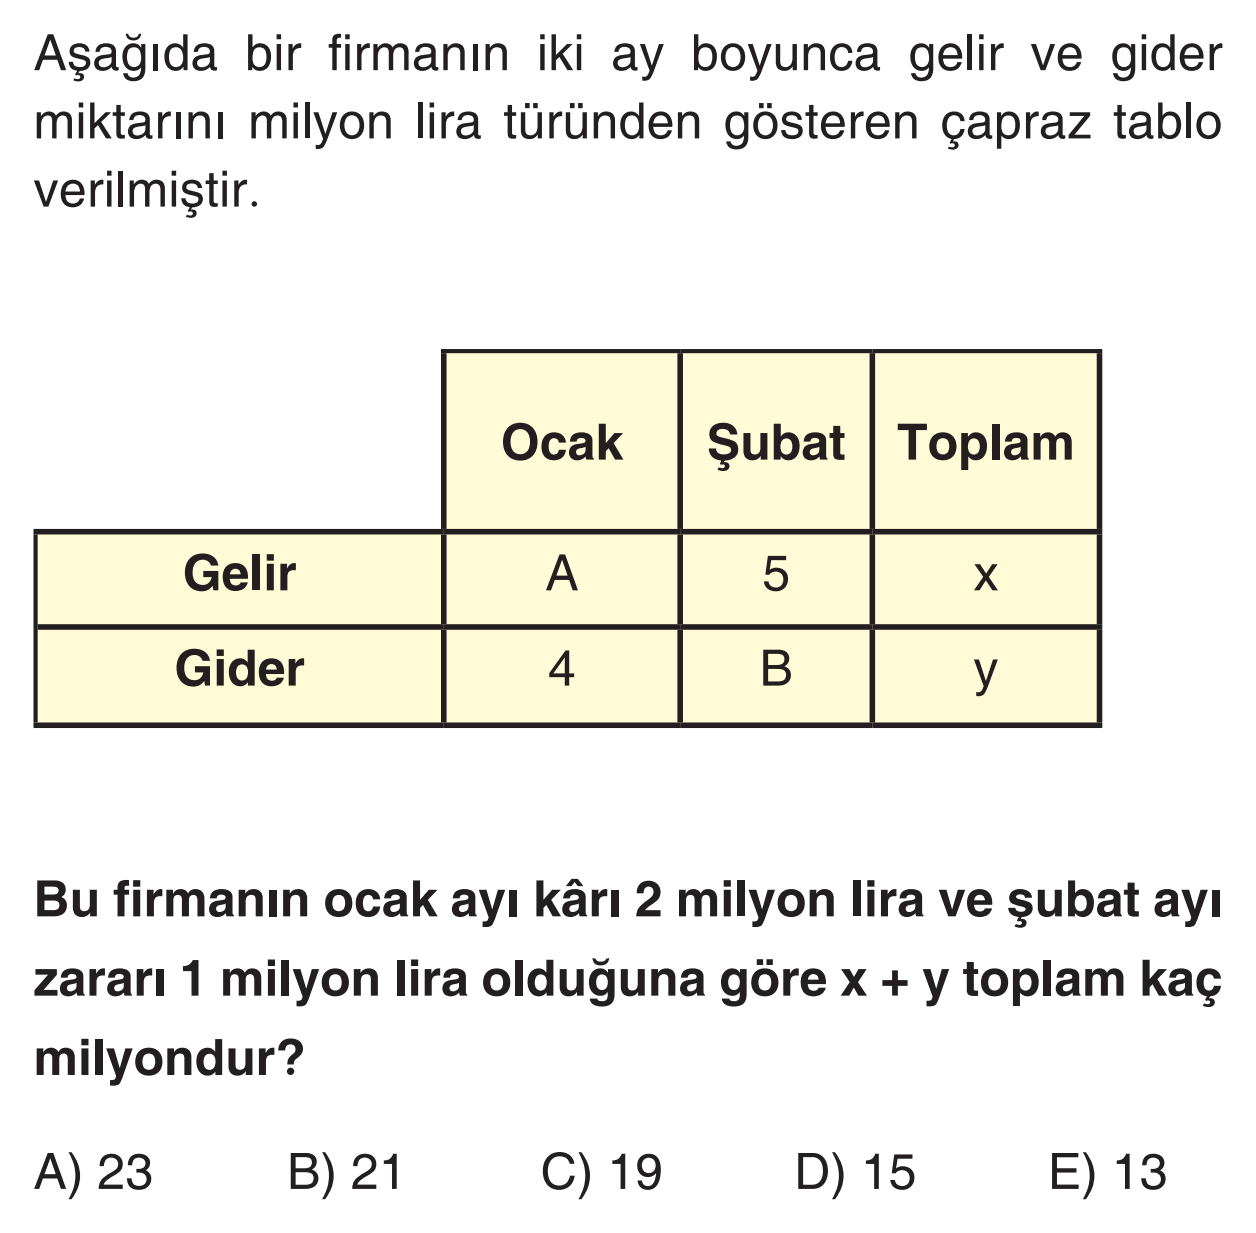 Aşağıda bir firmanın iki ay boyunca gelir ve gider
miktarını milyon lira türünden gösteren çapraz tablo
verilmiştir.
Ocak Şubat Toplam
Gelir A 5 x
Gider 4 B y
Bu firmanın ocak ayı kârı 2 milyon lira ve şubat ayı
zararı 1 milyon lira olduğuna göre x + y toplam kaç
milyondur?
A) 23 B) 21 C) 19 D) 15 E) 13